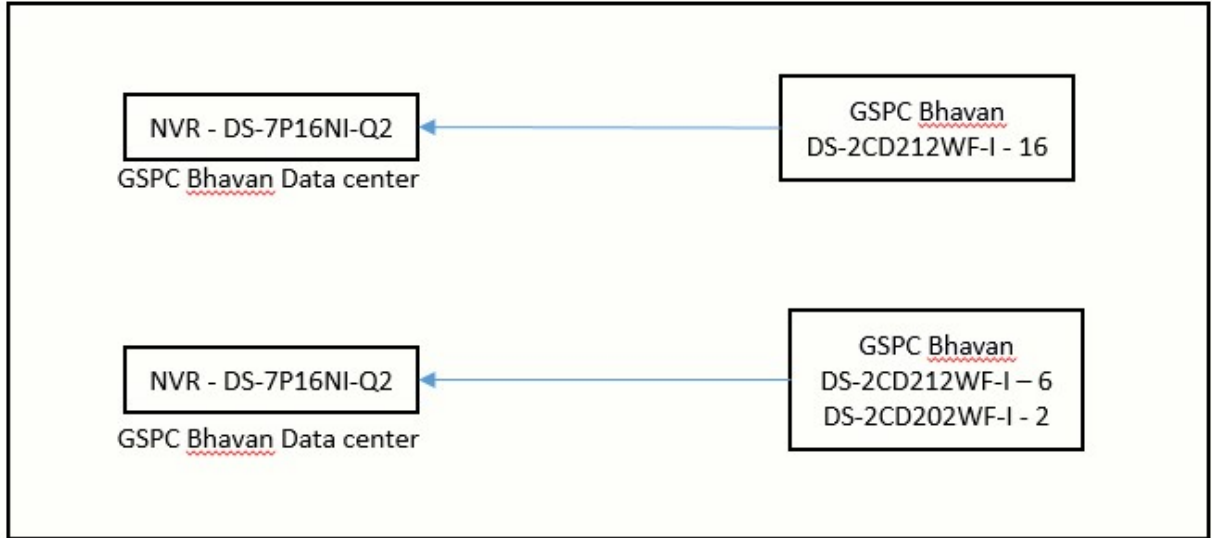 NVR - DS-7P16NI-Q2
GSPC Bhavan Data center
GSPC Bhavan
DS-2CD212WF-I - 16
NVR - DS-7P16NI-Q2
GSPC Bhavan Data center
GSPC Bhavan
DS-2CD212WF-I – 6
DS-2CD202WF-I - 2